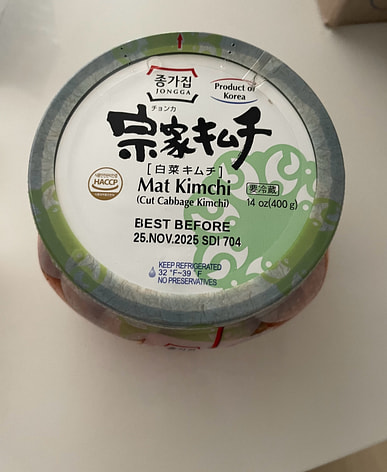 종가집
JONGGA
Product of
Korea
チョンカ
宗家キムチ
[白菜キムチ]
HACCP
Mat Kimchi
(Cut Cabbage Kimchi)
要冷蔵
14 oz(400 g)
BEST BEFORE
25.NOV.2025 SDI 704
KEEP REFRIGERATED
32 °F~39 °F
NO PRESERVATIVES